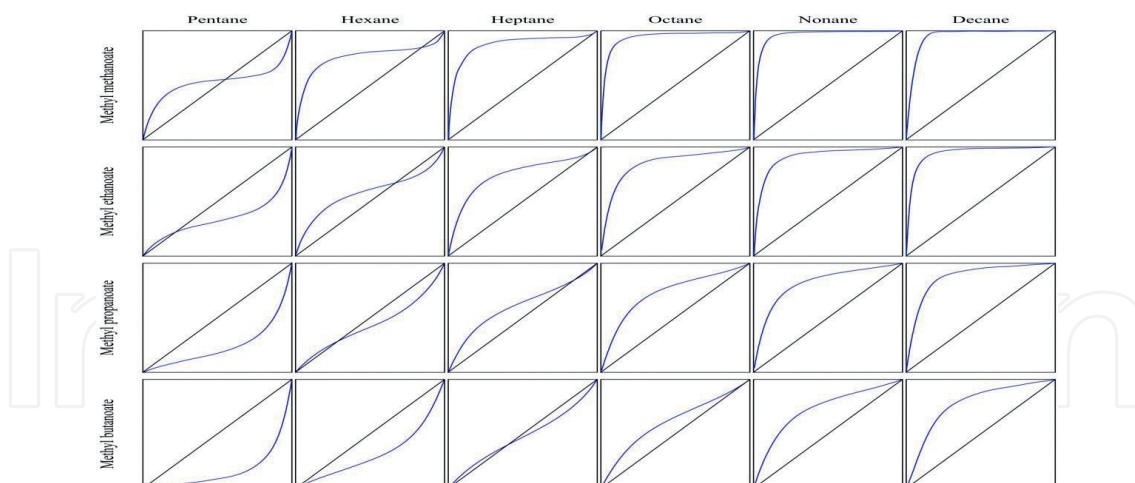 Pentane Hexane Heptane Octane Nonane Decane
Methyl methanoate
Methyl ethanoate
Methyl propanoate
Methyl butanoate